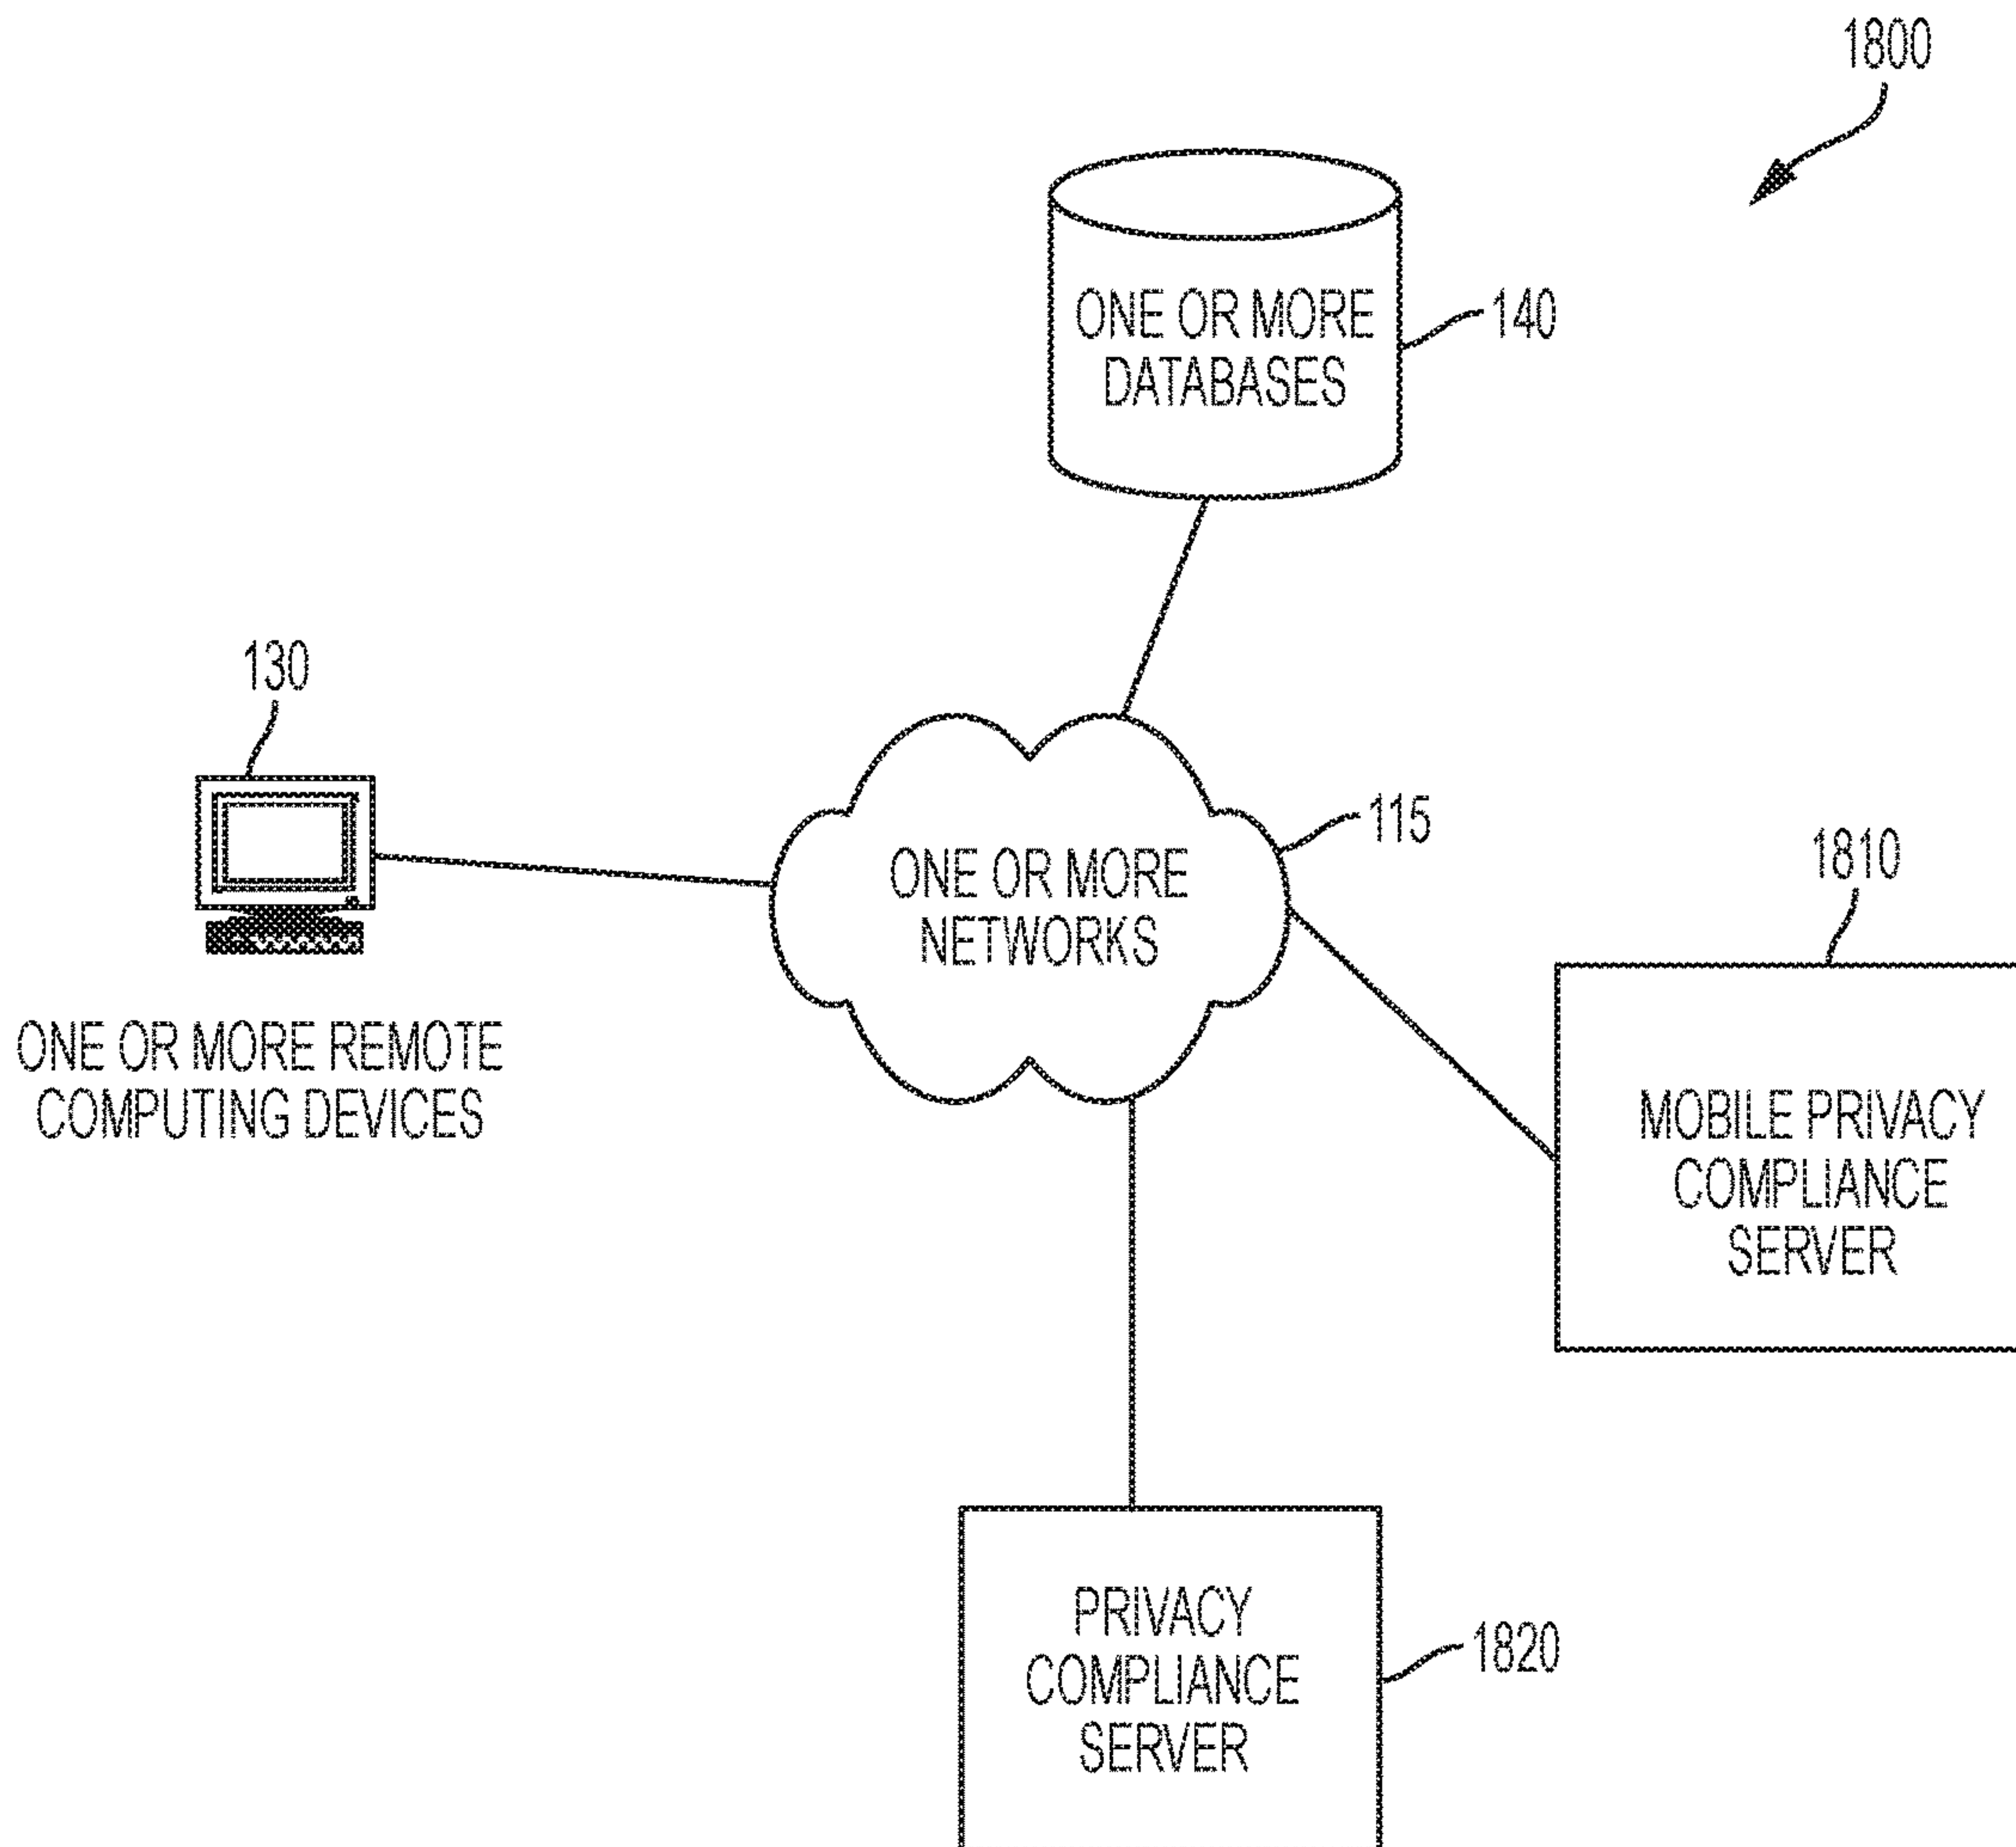 1800
ONE OR MORE
DATABASES
140
130
ONE OR MORE REMOTE
COMPUTING DEVICES
ONE OR MORE
NETWORKS
115
1810
MOBILE PRIVACY
COMPLIANCE
SERVER
PRIVACY
COMPLIANCE
SERVER
1820